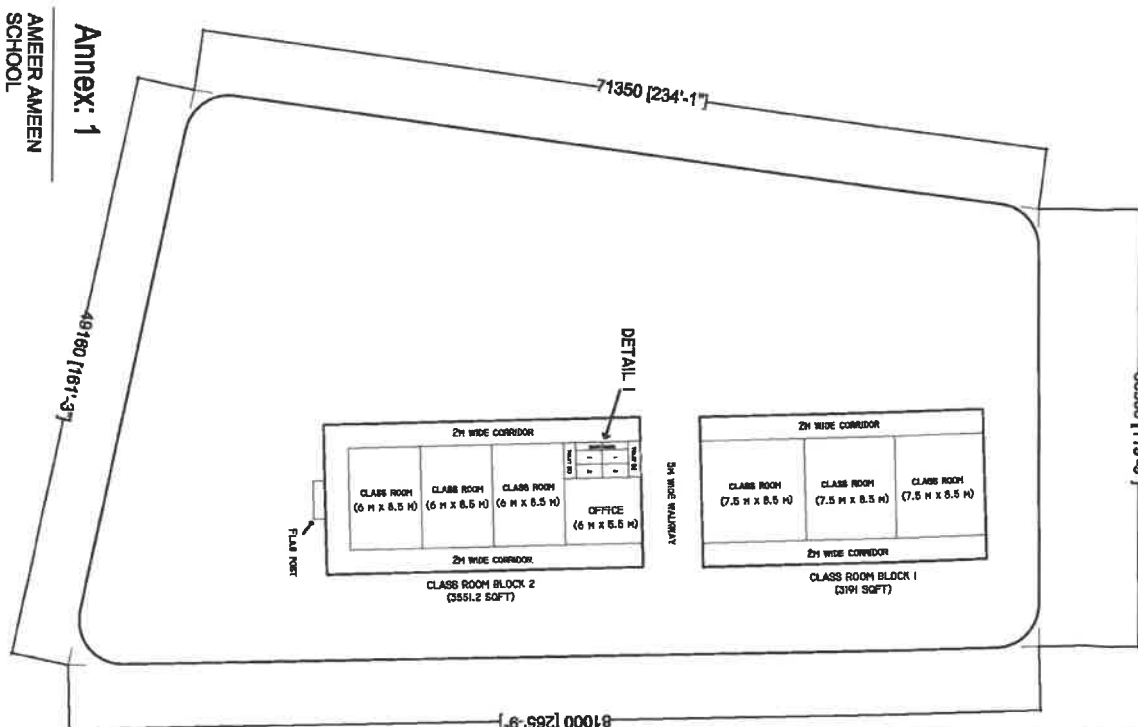 Annex: 1
AMEER AMEEN
SCHOOL
71350 [234'-1"]
49160 [161'-3"]
81000 [265'-9"]
DETAIL 1
2M WIDE CORRIDOR
CLASS ROOM
(6 M X 8.5 M)
CLASS ROOM
(6 M X 8.5 M)
CLASS ROOM
(6 M X 8.5 M)
OFFICE
(6 M X 5.5 M)
2M WIDE CORRIDOR
CLASS ROOM BLOCK 2
(3551.2 SQFT)
FLAG POST
5M WIDE WALKWAY
2M WIDE CORRIDOR
CLASS ROOM
(7.5 M X 8.5 M)
CLASS ROOM
(7.5 M X 8.5 M)
CLASS ROOM
(7.5 M X 8.5 M)
2M WIDE CORRIDOR
CLASS ROOM BLOCK 1
(3191 SQFT)